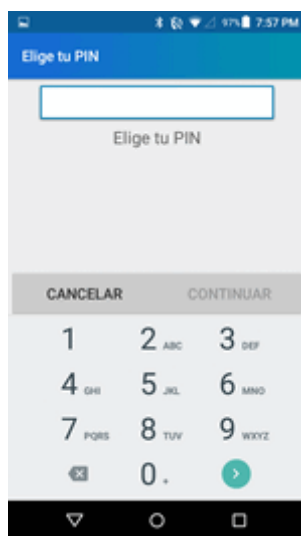 97% 7:57 PM
Elige tu PIN
Elige tu PIN
CANCELAR CONTINUAR
1 2 ABC 3 DEF
4 GHI 5 JKL 6 MNO
7 PQRS 8 TUV 9 WXYZ
0 +